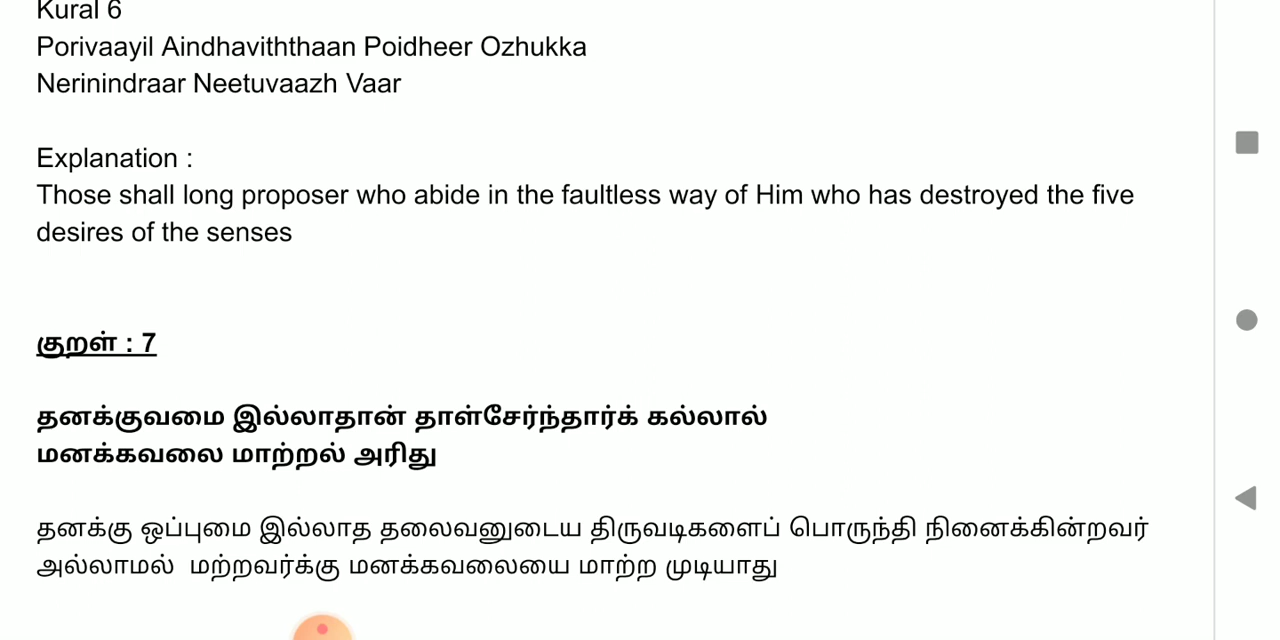 Kural 6
Porivaayil Aindhaviththaan Poidheer Ozhukka
Nerinindraar Neetuvaazh Vaar
Explanation :
Those shall long proposer who abide in the faultless way of Him who has destroyed the five
desires of the senses
குறள் : 7
தனக்குவமை இல்லாதான் தாள்சேர்ந்தார்க் கல்லால்
மனக்கவலை மாற்றல் அரிது
தனக்கு ஒப்புமை இல்லாத தலைவனுடைய திருவடிகளைப் பொருந்தி நினைக்கின்றவர்
அல்லாமல் மற்றவர்க்கு மனக்கவலையை மாற்ற முடியாது